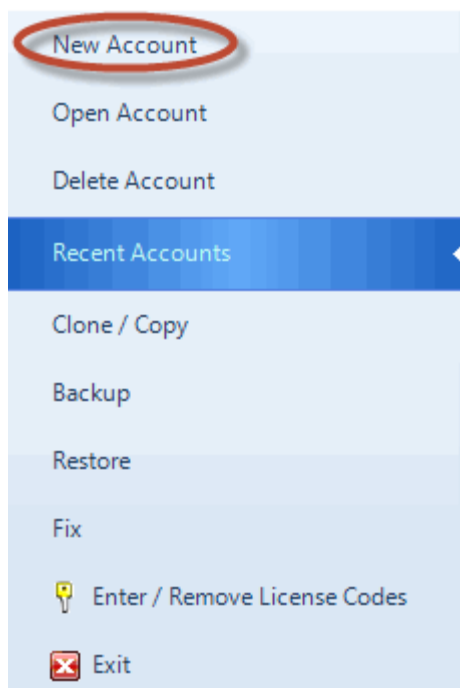 New Account
Open Account
Delete Account
Recent Accounts
Clone / Copy
Backup
Restore
Fix
Enter / Remove License Codes
Exit